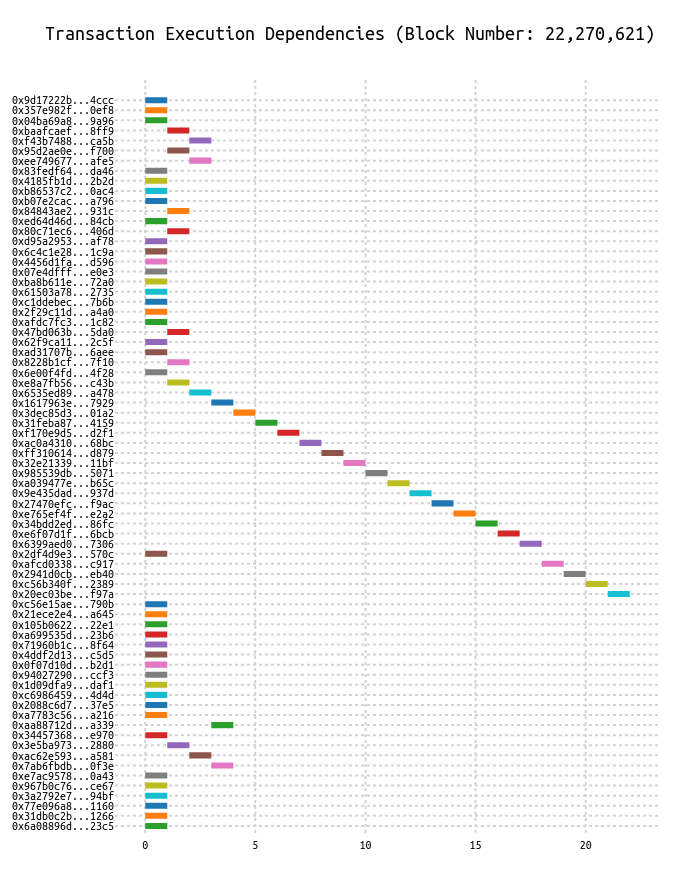 Transaction Execution Dependencies (Block Number: 22,270,621)
0x9d17222b...4ccc
0x357e982f...0ef8
0x04ba69a8...9a96
0xbaafcaef...8ff9
0xf43b7488...ca5b
0x95d2ae0e...f700
0xee749677...afe5
0x83fedf64...da46
0x4185fb1d...2b2d
0xb86537c2...0ac4
0xb07e2cac...a796
0x84843ae2...931c
0xed64d46d...84cb
0x80c71ec6...406d
0xd95a2953...af78
0x6c4c1e28...1c9a
0x4456d1fa...d596
0x07e4dfff...e0e3
0xba8b611e...72a0
0x61503a78...2735
0xc1ddebec...7b6b
0x2f29c11d...a4a0
0xafdc7fc3...1c82
0x47bd063b...5da0
0x62f9ca11...2c5f
0xad31707b...6aee
0x8228b1cf...7f10
0x6e00f4fd...4f28
0xe8a7fb56...c43b
0x6535ed89...a478
0x1617963e...7929
0x3dec85d3...01a2
0x31feba87...4159
0xf170e9d5...d2f1
0xac0a4310...68bc
0xff310614...d879
0x32e21339...11bf
0x985539db...5071
0xa039477e...b65c
0x9e435dad...937d
0x27470efc...f9ac
0xe765ef4f...e2a2
0x34bdd2ed...86fc
0xe6f07d1f...6bcb
0x6399aed0...7306
0x2df4d9e3...570c
0xafcd0338...c917
0x2941d0cb...eb40
0xc56b340f...2389
0x20ec03be...f97a
0xc56e15ae...790b
0x21ece2e4...a645
0x105b0622...22e1
0xa699535d...23b6
0x71960b1c...8f64
0x4ddf2d13...c5d5
0x0f07d10d...b2d1
0x94027290...ccf3
0x1d09dfa9...daf1
0xc6986459...4d4d
0x2088c6d7...37e5
0xa7783c56...a216
0xaa88712d...a339
0x34457368...e970
0x3e5ba973...2880
0xac62e593...a581
0x7ab6fbdb...0f3e
0xe7ac9578...0a43
0x967b0c76...ce67
0x3a2792e7...94bf
0x77e096a8...1160
0x31db0c2b...1266
0x6a08896d...23c5
0 5 10 15 20